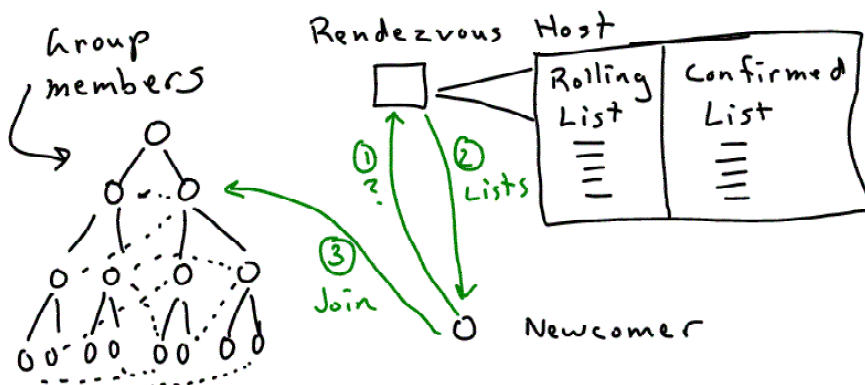 Group
members
Rendezvous Host
Rolling
List
Confirmed
List
①
?
②
Lists
③
Join
Newcomer